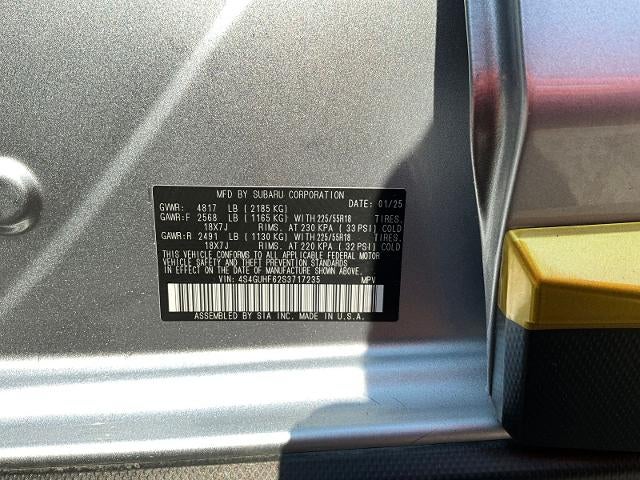 MFD BY SUBARU CORPORATION
GVWR: 4817 LB (2185 KG) DATE: 01/25
GAWR:F 2568 LB (1165 KG) WITH 225/55R18 TIRES,
18X7J RIMS. AT 230 KPA (33 PSI) COLD
GAWR:R 2491 LB (1130 KG) WITH 225/55R18 TIRES,
18X7J RIMS. AT 220 KPA (32 PSI) COLD
THIS VEHICLE CONFORMS TO ALL APPLICABLE FEDERAL MOTOR
VEHICLE SAFETY AND THEFT PREVENTION STANDARDS
IN EFFECT ON THE DATE OF MANUFACTURE SHOWN ABOVE.
VIN: 4S4GUHF62S3717235 MPV
ASSEMBLED BY SIA INC. MADE IN U.S.A.